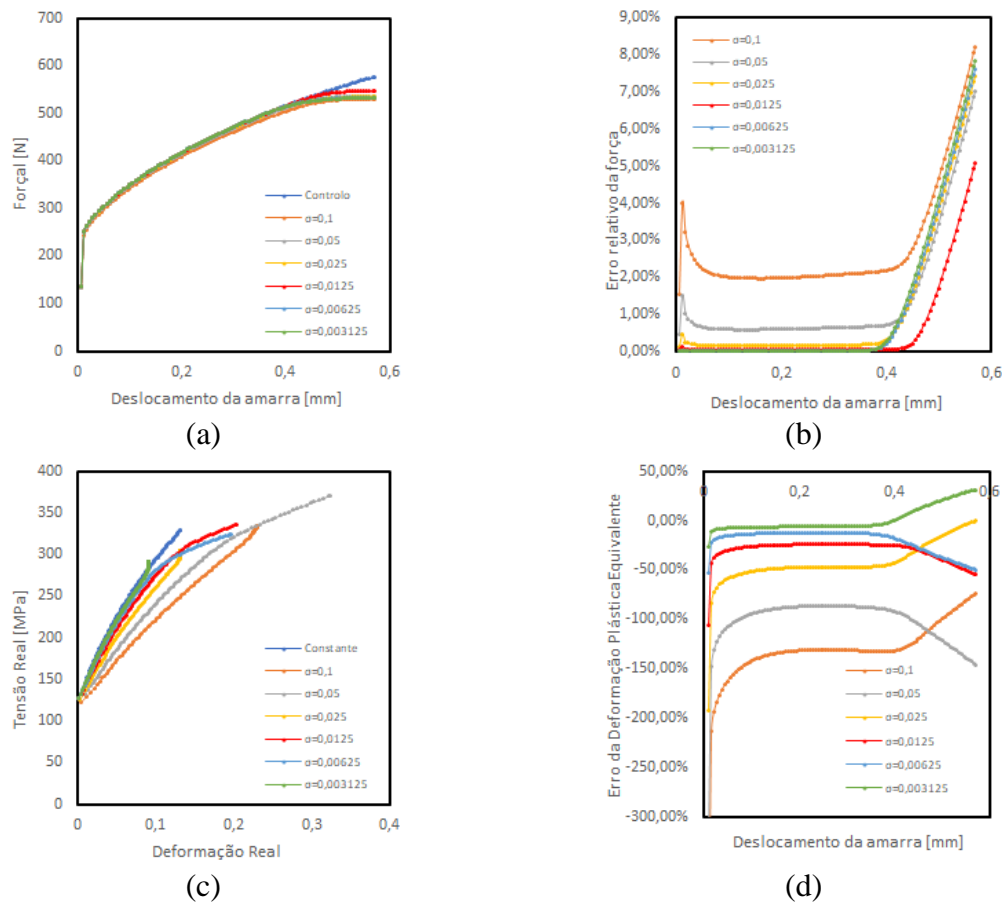 700
600
500
400
300
200
100
0
Forçal [N]
Controlo
σ=0,1
σ=0,05
σ=0,025
σ=0,0125
σ=0,00625
σ=0,003125
0
0,2
0,4
0,6
Deslocamento da amarra [mm]
(a)
9,00%
8,00%
7,00%
6,00%
5,00%
4,00%
3,00%
2,00%
1,00%
0,00%
Erro relativo da força
σ=0,1
σ=0,05
σ=0,025
σ=0,0125
σ=0,00625
σ=0,003125
0
0,2
0,4
0,6
Deslocamento da amarra [mm]
(b)
400
350
300
250
200
150
100
50
0
Tensão Real [MPa]
Constante
σ=0,1
σ=0,05
σ=0,025
σ=0,0125
σ=0,00625
σ=0,003125
0
0,1
0,2
0,3
0,4
Deformação Real
(c)
50,00%
0,00%
-50,00%
-100,00%
-150,00%
-200,00%
-250,00%
-300,00%
Erro da Deformação Plástica Equivalente
0
0,2
0,4
0,6
σ=0,1
σ=0,05
σ=0,025
σ=0,0125
σ=0,00625
σ=0,003125
Deslocamento da amarra [mm]
(d)